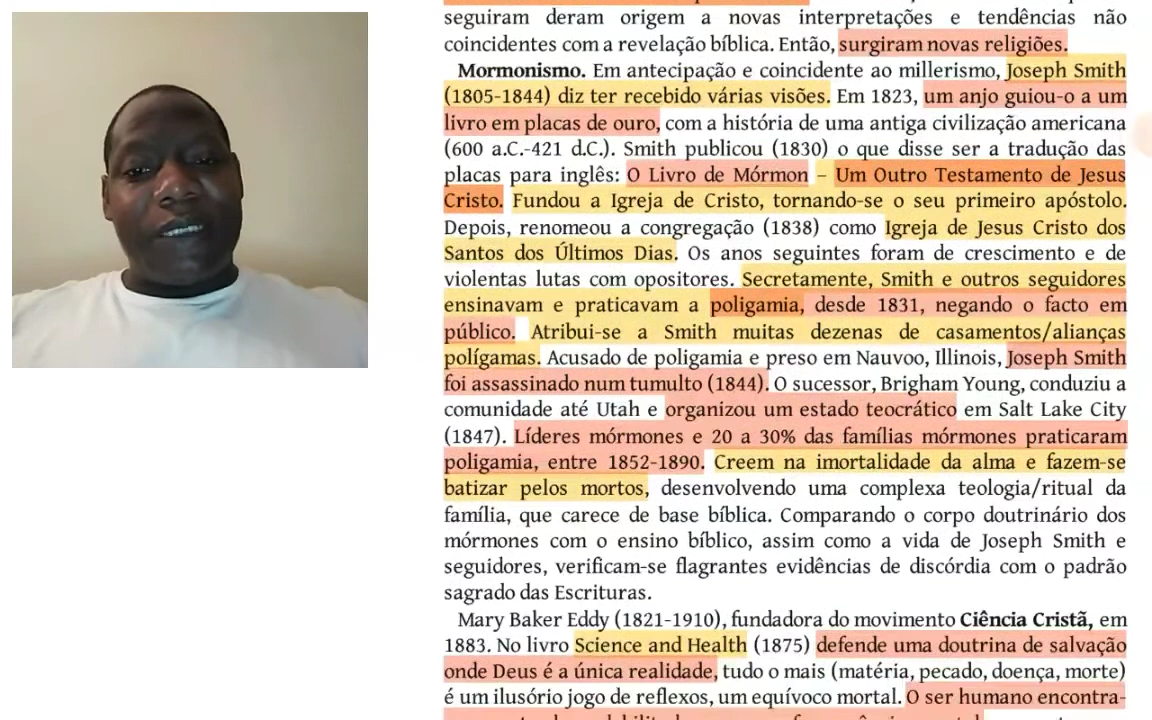 seguiram deram origem a novas interpretações e tendências não
coincidentes com a revelação bíblica. Então, surgiram novas religiões.
Mormonismo. Em antecipação e coincidente ao millerismo, Joseph Smith
(1805-1844) diz ter recebido várias visões. Em 1823, um anjo guiou-o a um
livro em placas de ouro, com a história de uma antiga civilização americana
(600 a.C.-421 d.C.). Smith publicou (1830) o que disse ser a tradução das
placas para inglês: O Livro de Mórmon – Um Outro Testamento de Jesus
Cristo. Fundou a Igreja de Cristo, tornando-se o seu primeiro apóstolo.
Depois, renomeou a congregação (1838) como Igreja de Jesus Cristo dos
Santos dos Últimos Dias. Os anos seguintes foram de crescimento e de
violentas lutas com opositores. Secretamente, Smith e outros seguidores
ensinavam e praticavam a poligamia, desde 1831, negando o facto em
público. Atribui-se a Smith muitas dezenas de casamentos/alianças
polígamas. Acusado de poligamia e preso em Nauvoo, Illinois, Joseph Smith
foi assassinado num tumulto (1844). O sucessor, Brigham Young, conduziu a
comunidade até Utah e organizou um estado teocrático em Salt Lake City
(1847). Líderes mórmones e 20 a 30% das famílias mórmones praticaram
poligamia, entre 1852-1890. Creem na imortalidade da alma e fazem-se
batizar pelos mortos, desenvolvendo uma complexa teologia/ritual da
família, que carece de base bíblica. Comparando o corpo doutrinário dos
mórmones com o ensino bíblico, assim como a vida de Joseph Smith e
seguidores, verificam-se flagrantes evidências de discórdia com o padrão
sagrado das Escrituras.
Mary Baker Eddy (1821-1910), fundadora do movimento Ciência Cristã, em
1883. No livro Science and Health (1875) defende uma doutrina de salvação
onde Deus é a única realidade, tudo o mais (matéria, pecado, doença, morte)
é um ilusório jogo de reflexos, um equívoco mortal. O ser humano encontra-